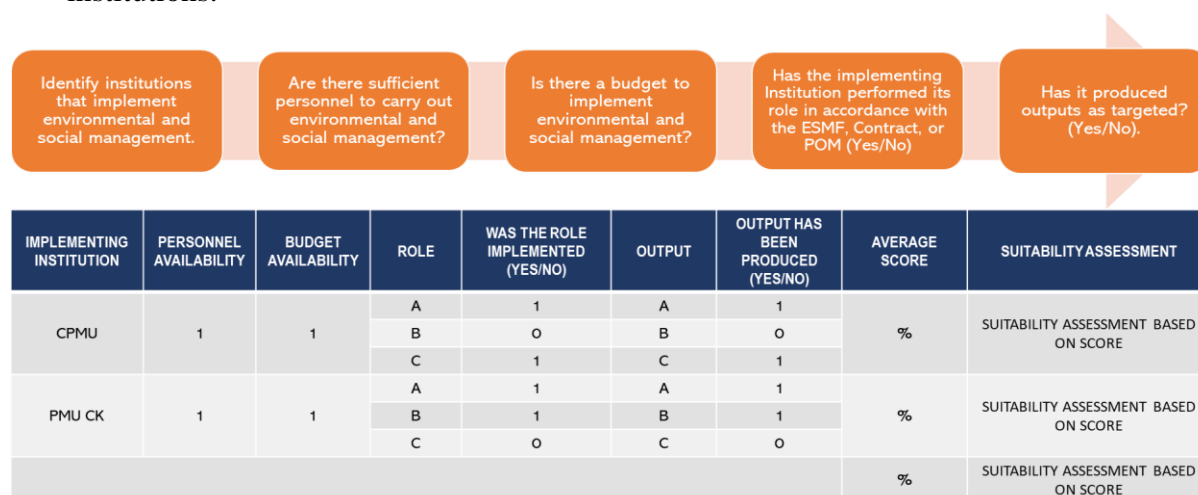 institutions.
Identify institutions
that implement
environmental and
social management.
Are there sufficient
personnel to carry out
environmental and
social management?
Is there a budget to
implement
environmental and
social management?
Has the implementing
Institution performed its
role in accordance with
the ESMF, Contract, or
POM (Yes/No)
Has it produced
outputs as targeted?
(Yes/No).
IMPLEMENTING
INSTITUTION
PERSONNEL
AVAILABILITY
BUDGET
AVAILABILITY
ROLE
WAS THE ROLE
IMPLEMENTED
(YES/NO)
OUTPUT
OUTPUT HAS
BEEN
PRODUCED
(YES/NO)
AVERAGE
SCORE
SUITABILITY ASSESSMENT
CPMU 1 1
A 1 A 1
B 0 B 0
C 1 C 1
%
SUITABILITY ASSESSMENT BASED
ON SCORE
PMU CK 1 1
A 1 A 1
B 1 B 1
C 0 C 0
%
SUITABILITY ASSESSMENT BASED
ON SCORE
%
SUITABILITY ASSESSMENT BASED
ON SCORE